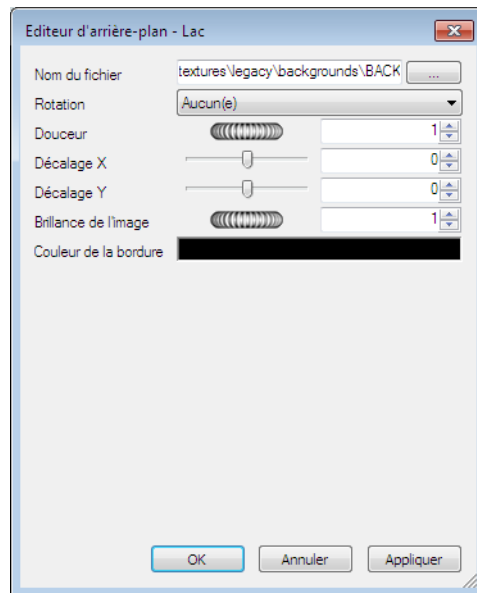 Editeur d'arrière-plan - Lac
Nom du fichier textures\legacy\backgrounds\BACK ...
Rotation Aucun(e)
Douceur 1
Décalage X 0
Décalage Y 0
Brillance de l'image 1
Couleur de la bordure
OK Annuler Appliquer